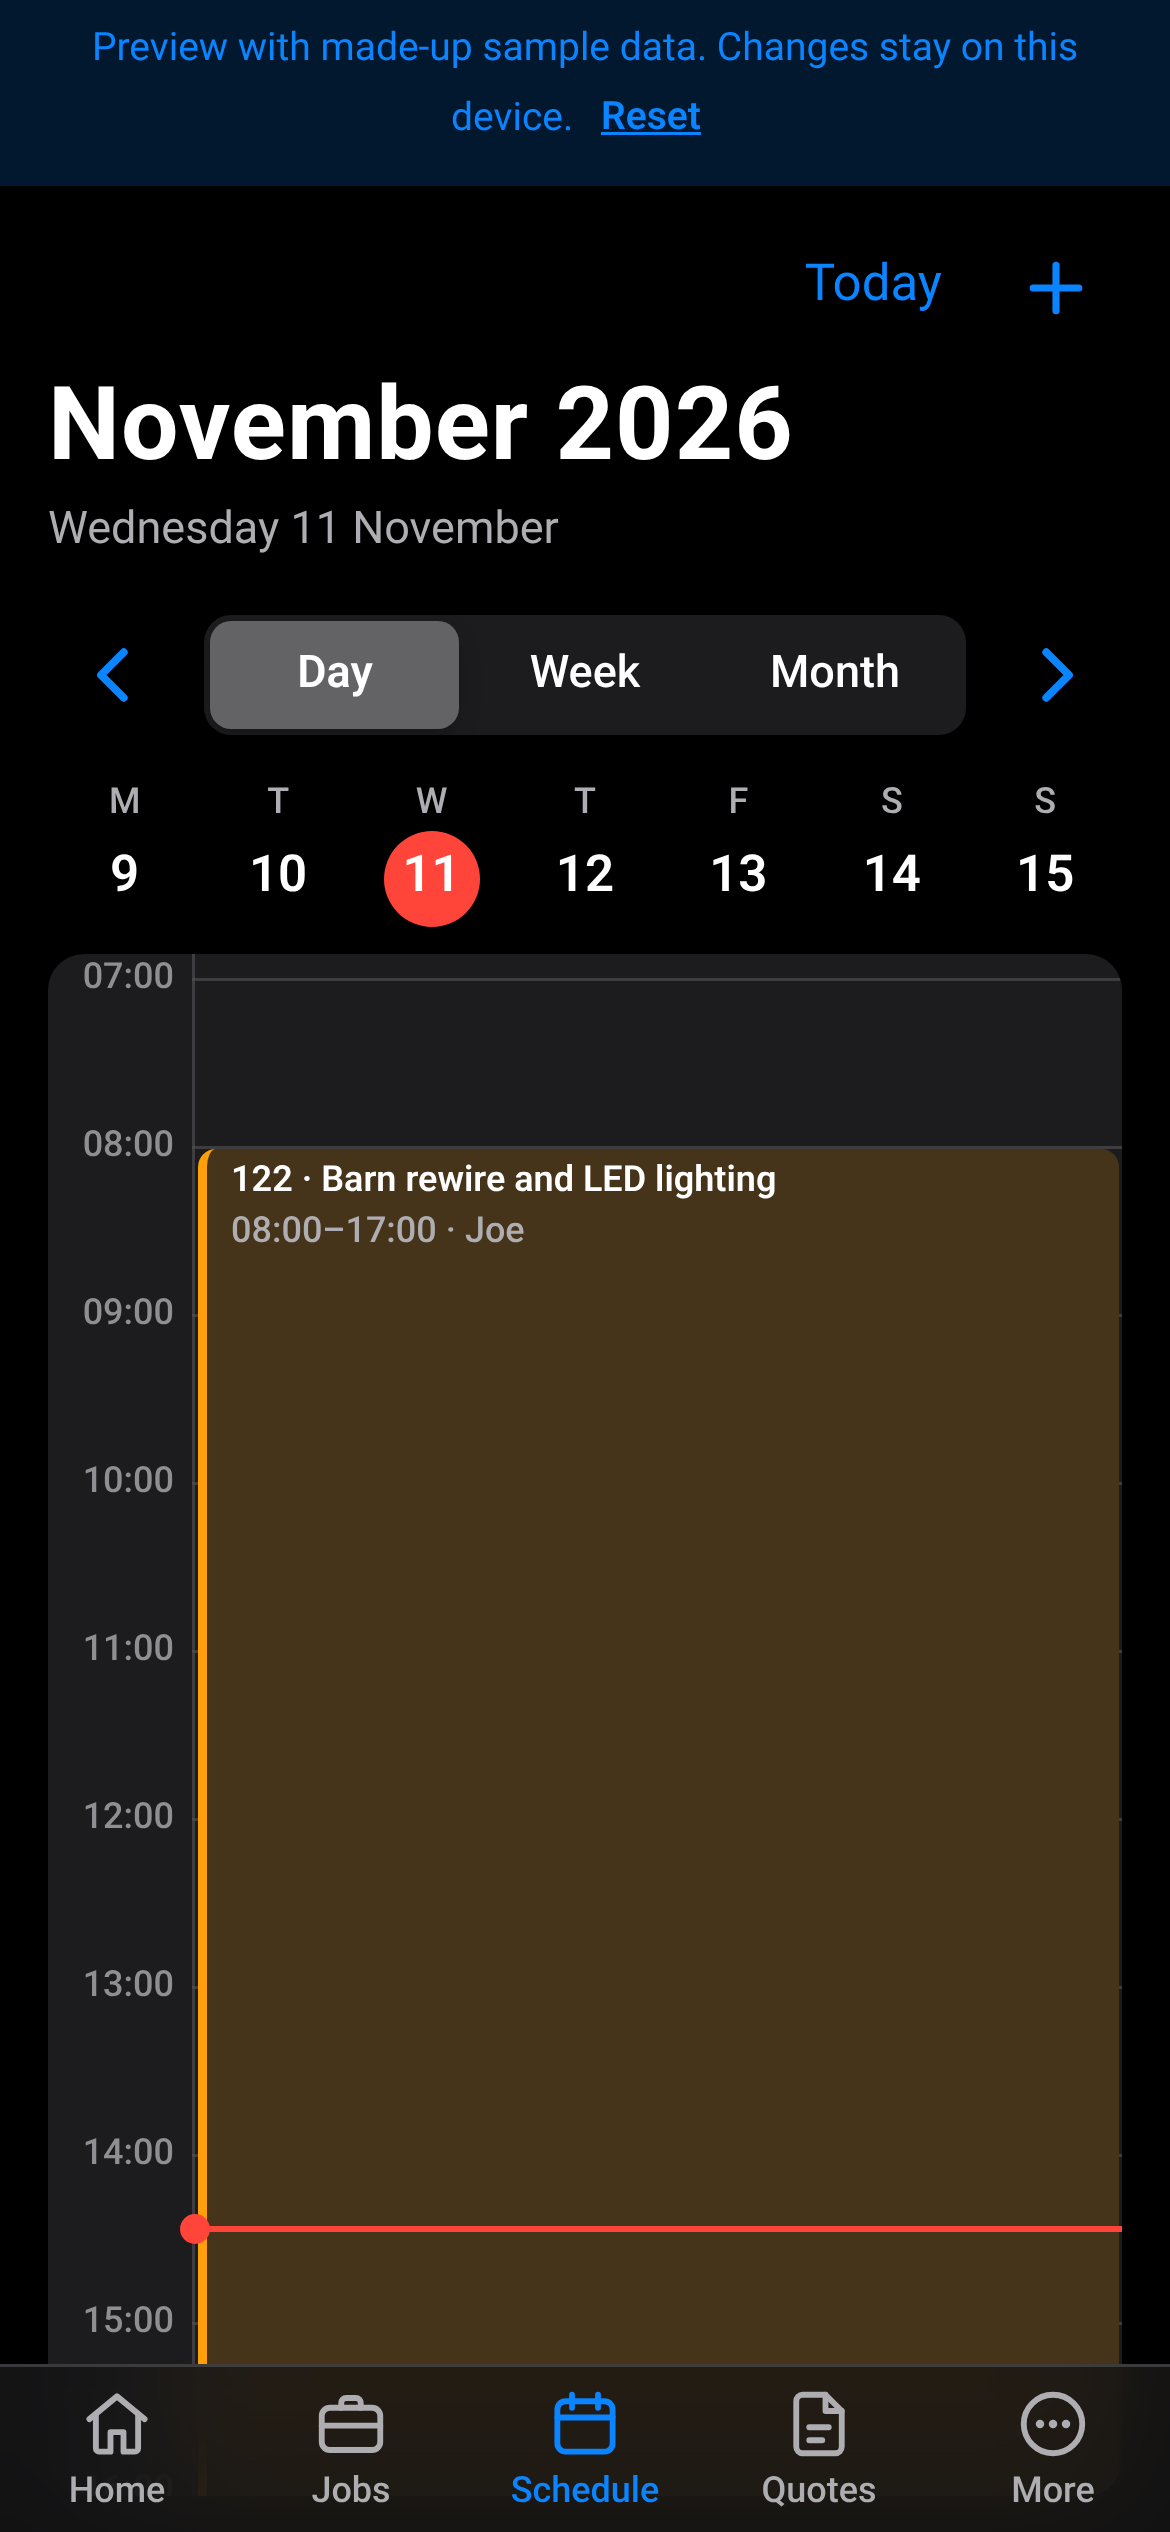 Preview with made-up sample data. Changes stay on this
device. Reset
Today
November 2026
Wednesday 11 November
Day Week Month
M T W T F S S
9 10 11 12 13 14 15
07:00
08:00
122 · Barn rewire and LED lighting
08:00–17:00 · Joe
09:00
10:00
11:00
12:00
13:00
14:00
15:00
Home Jobs Schedule Quotes More